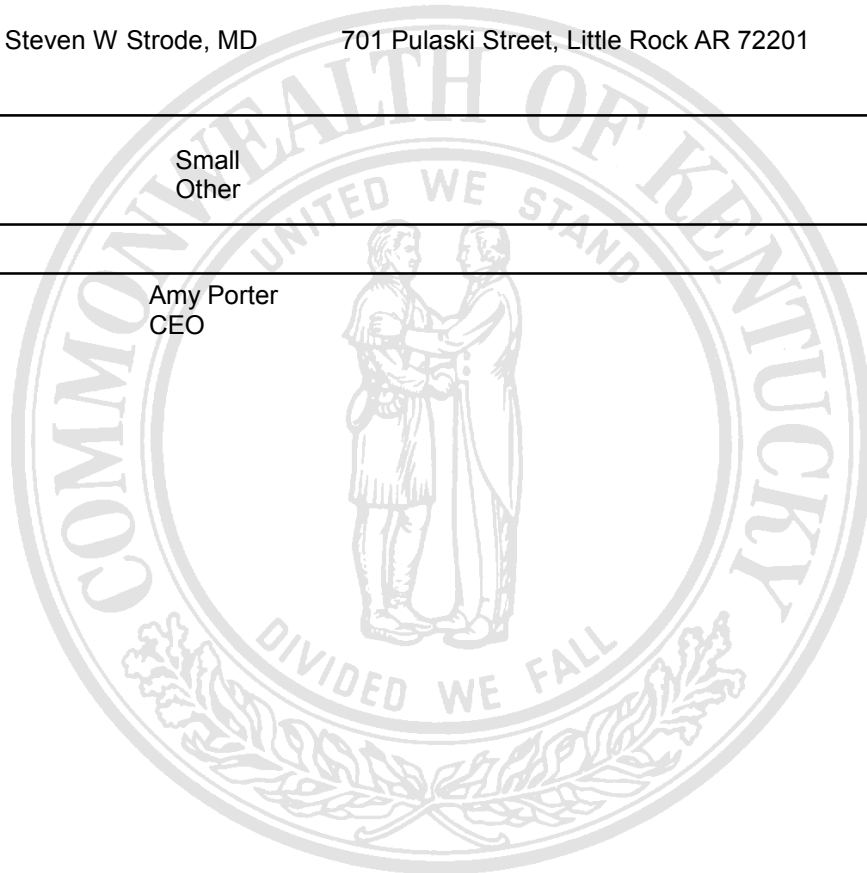 Steven W Strode, MD 701 Pulaski Street, Little Rock AR 72201
Small
Other
Amy Porter
CEO
COMMONWEALTH OF KENTUCKY
UNITED WE STAND
DIVIDED WE FALL